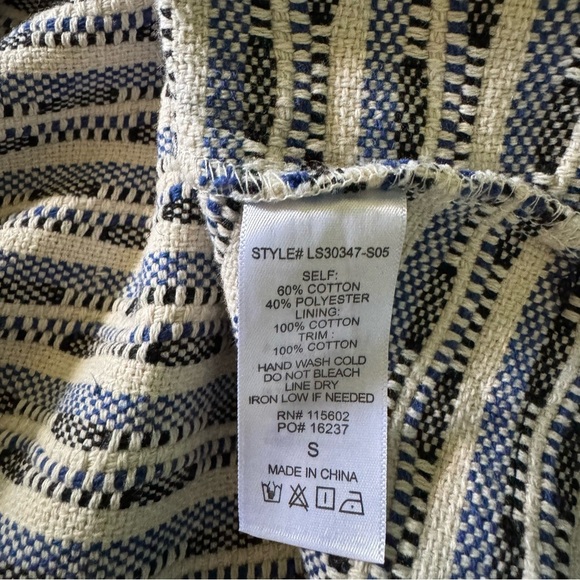 STYLE# LS30347-S05
SELF:
60% COTTON
40% POLYESTER
LINING:
100% COTTON
TRIM :
100% COTTON
HAND WASH COLD
DO NOT BLEACH
LINE DRY
IRON LOW IF NEEDED
RN# 115602
PO# 16237
S
MADE IN CHINA